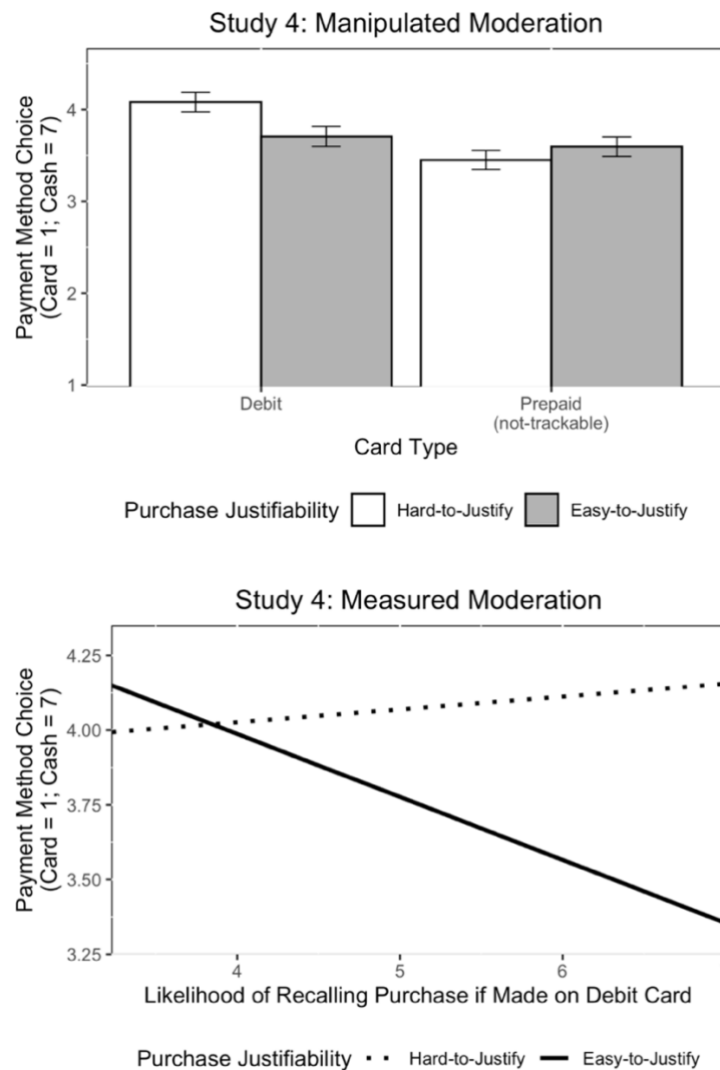 Study 4: Manipulated Moderation
Payment Method Choice
(Card = 1; Cash = 7)
4
3
2
1
Debit
Prepaid
(not-trackable)
Card Type
Purchase Justifiability Hard-to-Justify Easy-to-Justify
Study 4: Measured Moderation
Payment Method Choice
(Card = 1; Cash = 7)
4.25
4.00
3.75
3.50
3.25
4 5 6
Likelihood of Recalling Purchase if Made on Debit Card
Purchase Justifiability Hard-to-Justify Easy-to-Justify